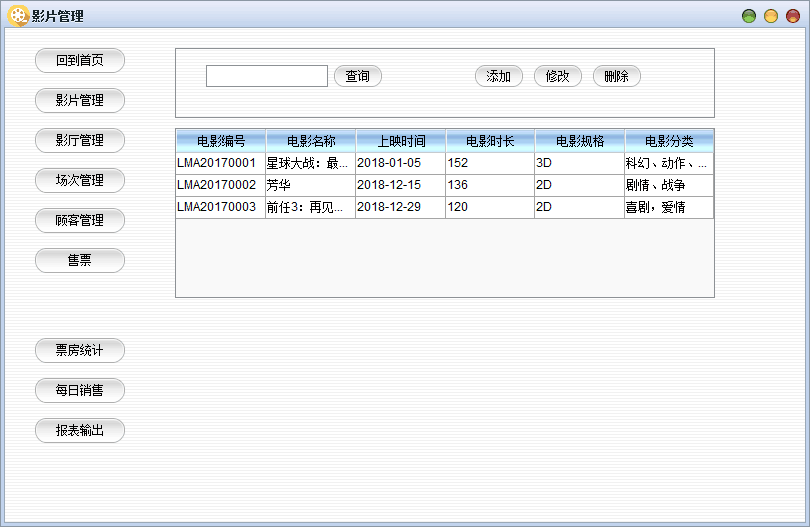 影片管理
回到首页
影片管理
影厅管理
场次管理
顾客管理
售票
票房统计
每日销售
报表输出
查询 添加 修改 删除
电影编号 电影名称 上映时间 电影时长 电影规格 电影分类
LMA20170001 星球大战：最... 2018-01-05 152 3D 科幻、动作、...
LMA20170002 芳华 2018-12-15 136 2D 剧情、战争
LMA20170003 前任3：再见... 2018-12-29 120 2D 喜剧，爱情